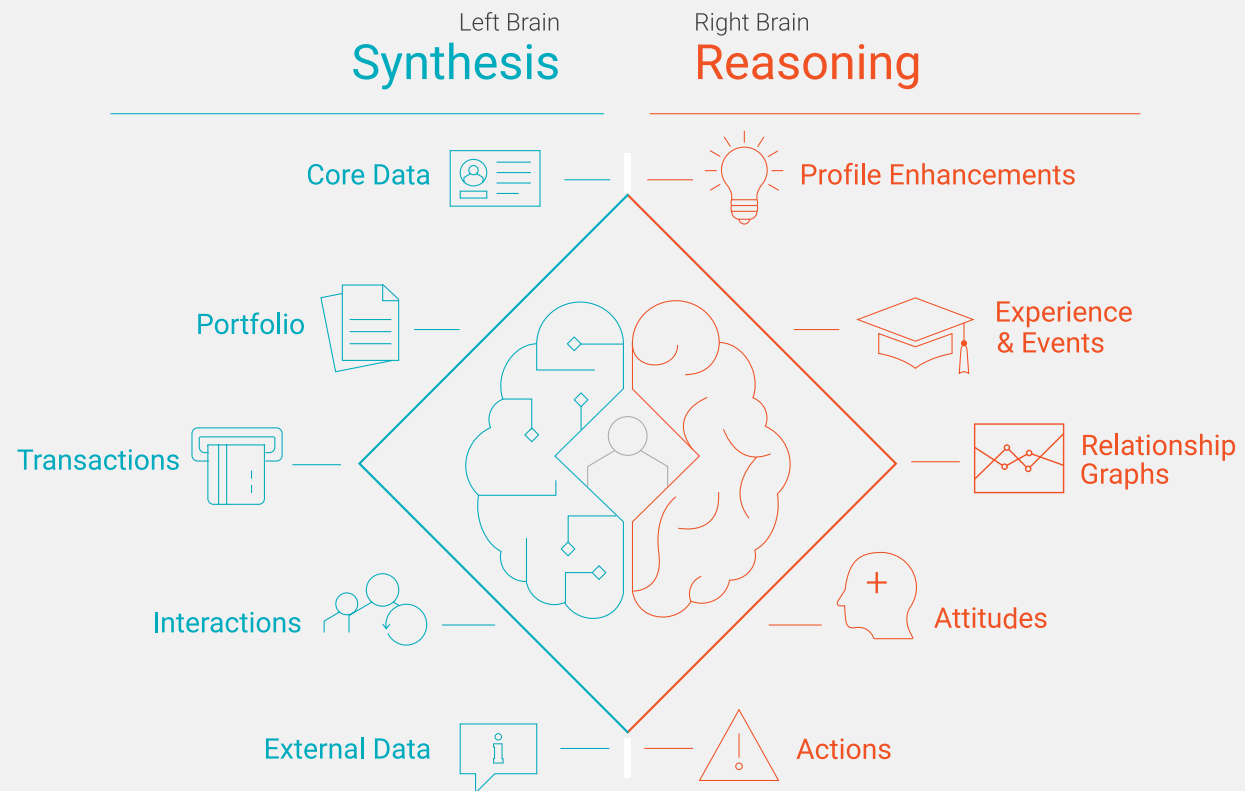 Left Brain
Synthesis
Right Brain
Reasoning
Core Data
Portfolio
Transactions
Interactions
External Data
Profile Enhancements
Experience
& Events
Relationship
Graphs
Attitudes
Actions